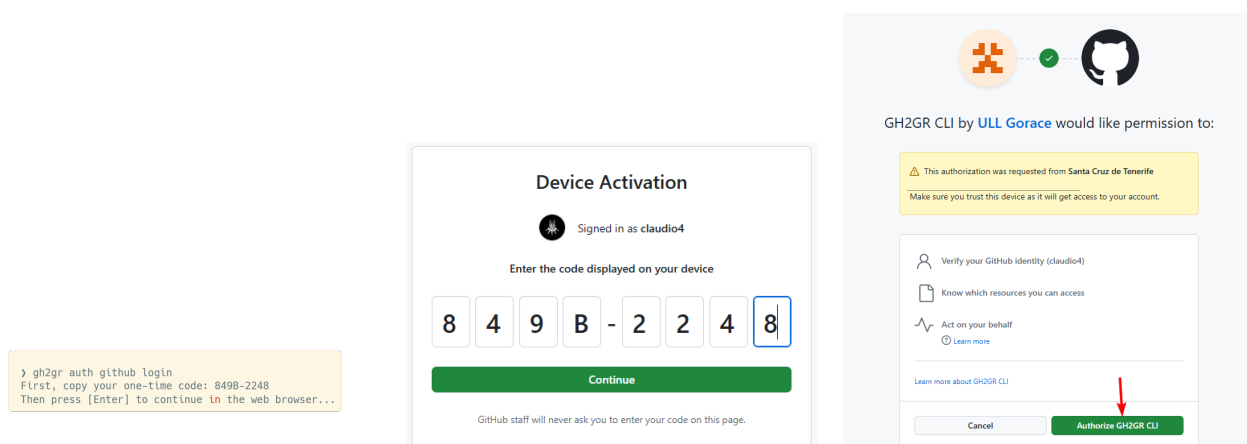 ❯ gh2gr auth github login
First, copy your one-time code: 849B-2248
Then press [Enter] to continue in the web browser...
Device Activation
Signed in as claudio4
Enter the code displayed on your device
8 4 9 B - 2 2 4 8
Continue
GitHub staff will never ask you to enter your code on this page.
GH2GR CLI by ULL Gorace would like permission to:
This authorization was requested from Santa Cruz de Tenerife
Make sure you trust this device as it will get access to your account.
Verify your GitHub identity (claudio4)
Know which resources you can access
Act on your behalf
Learn more
Learn more about GH2GR CLI
Cancel
Authorize GH2GR CLI